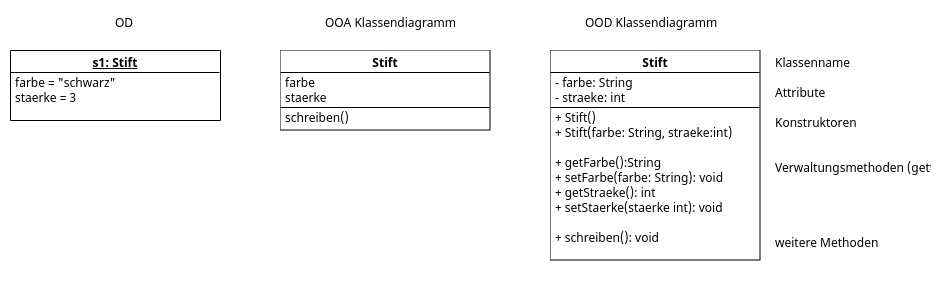 OD
OOA Klassendiagramm
OOD Klassendiagramm
s1: Stift
farbe = "schwarz"
staerke = 3
Stift
farbe
staerke
schreiben()
Stift
- farbe: String
- straeke: int
+ Stift()
+ Stift(farbe: String, straeke:int)
+ getFarbe():String
+ setFarbe(farbe: String): void
+ getStraeke(): int
+ setStaerke(staerke int): void
+ schreiben(): void
Klassenname
Attribute
Konstruktoren
Verwaltungsmethoden
weitere Methoden